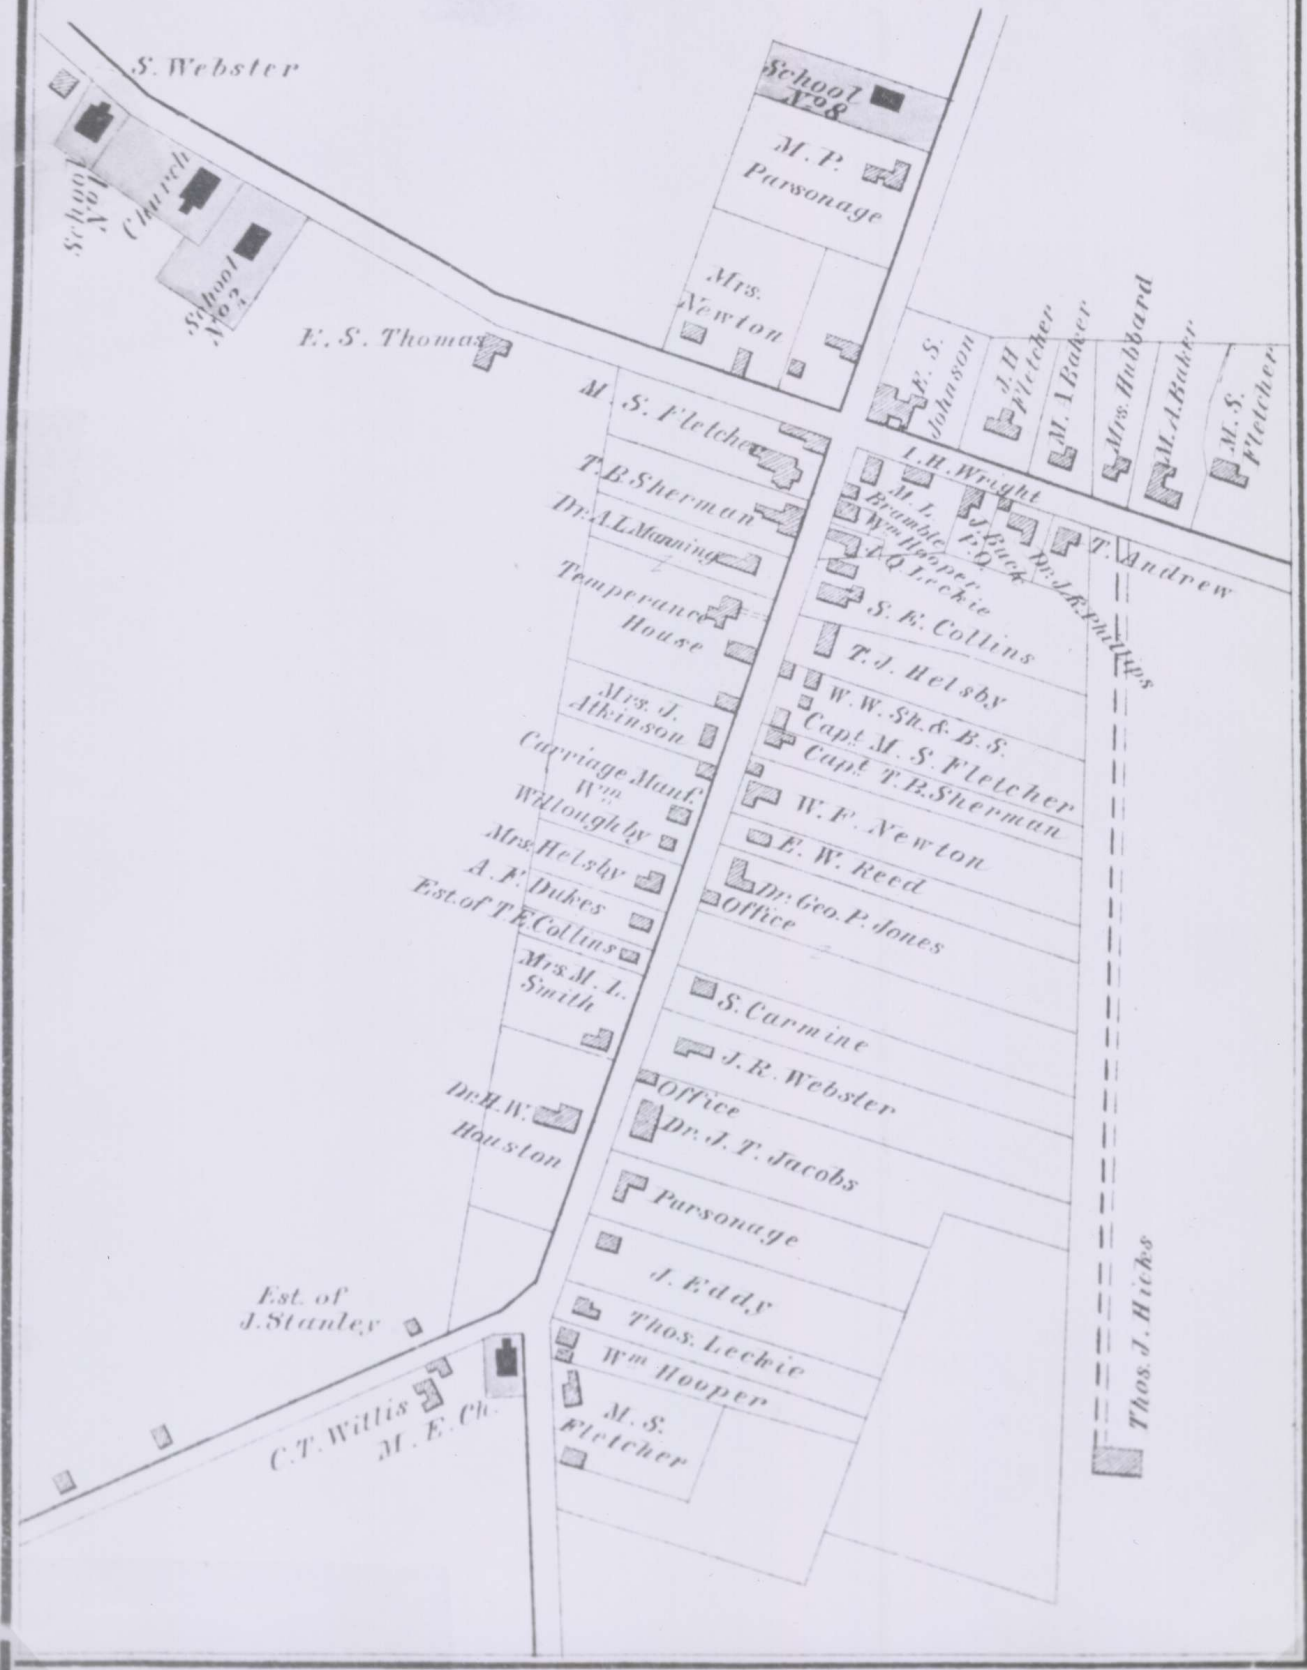 S. Webster
School
No 1
Church
School
No 2
School
No 8
M. P.
Parsonage
Mrs.
Newton
E. S. Thomas
E. S.
Johnson
J. H
Fletcher
M. A Baker
Mrs. Hubbard
M. A. Baker
M. S.
Fletcher
I. H. Wright
M. L
Bramble
Wm Hooper
J. Buck
P. O.
Dr. J. R. Phillips
T. Andrew
M. S. Fletcher
T. B. Sherman
Dr. A. L. Manning
Temperance
House
Mrs. J.
Atkinson
Carriage Manf.
Wm
Willoughby
Mrs. Helsby
A. F. Dukes
Est. of T. E. Collins
Mrs. M. L.
Smith
Dr. H. W.
Houston
Leckie
S. E. Collins
T. J. Helsby
W. W. Sh. & B. S.
Capt. M. S. Fletcher
Capt. T. B. Sherman
W. F. Newton
E. W. Reed
Dr. Geo. P. Jones
Office
S. Carmine
J. R. Webster
Office
Dr. J. T. Jacobs
Parsonage
J. Eddy
Thos. Leckie
Wm Hooper
M. S.
Fletcher
Est. of
J. Stanley
C. T. Willis
M. E. Ch.
Thos. J. Hicks